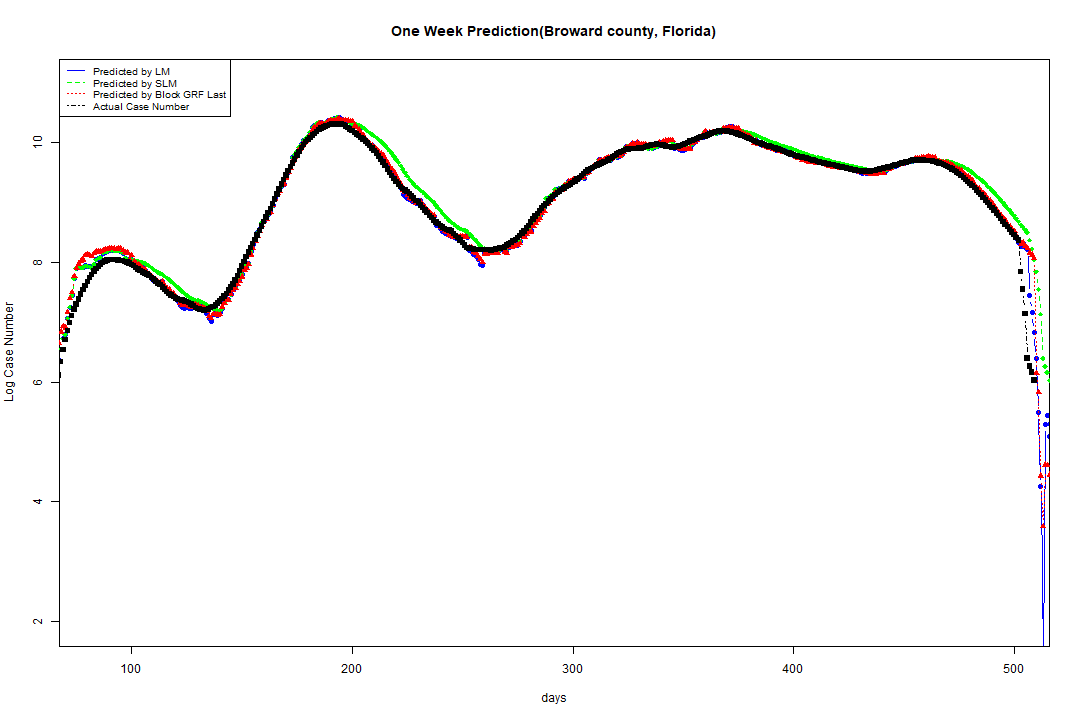 One Week Prediction(Broward county, Florida)
Predicted by LM
Predicted by SLM
Predicted by Block GRF Last
Actual Case Number
10
8
6
4
2
Log Case Number
100 200 300 400 500
days